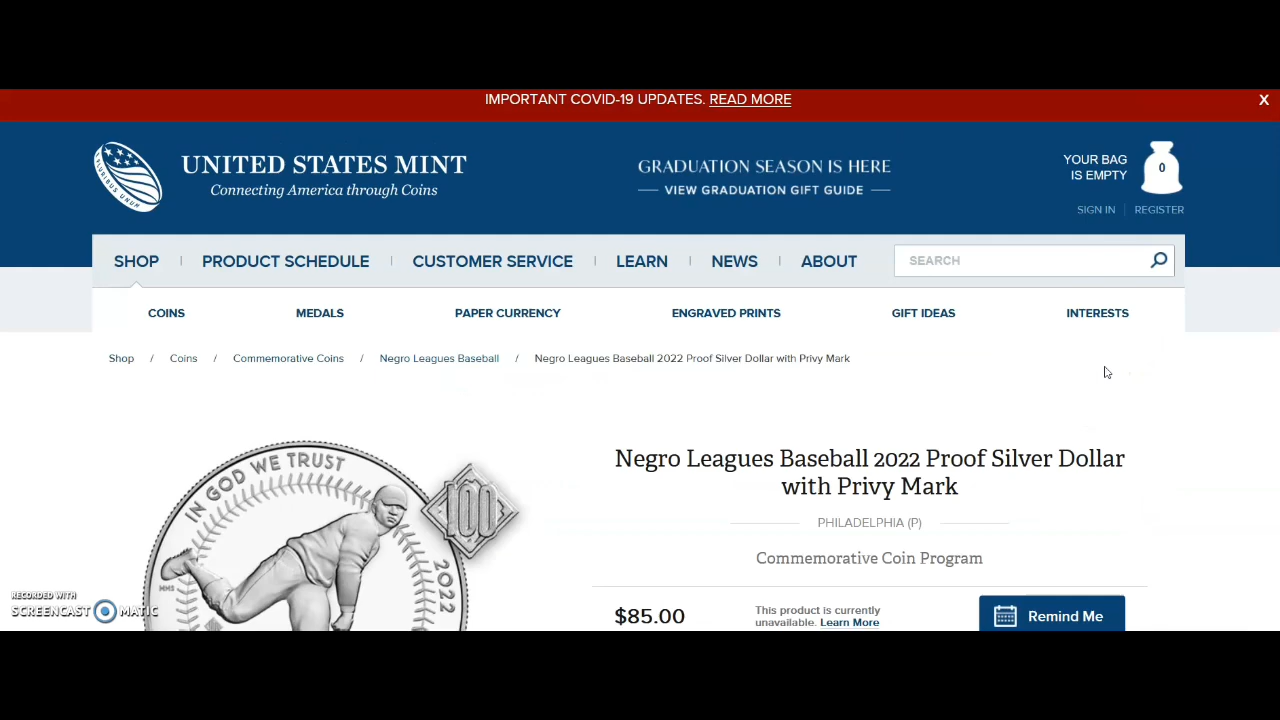 IMPORTANT COVID-19 UPDATES. READ MORE X
PLURIBUS UNUM
UNITED STATES MINT
Connecting America through Coins
GRADUATION SEASON IS HERE
VIEW GRADUATION GIFT GUIDE
YOUR BAG
IS EMPTY
0
SIGN IN REGISTER
SHOP PRODUCT SCHEDULE CUSTOMER SERVICE LEARN NEWS ABOUT SEARCH
COINS MEDALS PAPER CURRENCY ENGRAVED PRINTS GIFT IDEAS INTERESTS
Shop / Coins / Commemorative Coins / Negro Leagues Baseball / Negro Leagues Baseball 2022 Proof Silver Dollar with Privy Mark
IN GOD WE TRUST
100
2022
HMS
Negro Leagues Baseball 2022 Proof Silver Dollar
with Privy Mark
PHILADELPHIA (P)
Commemorative Coin Program
$85.00
This product is currently
unavailable. Learn More
Remind Me
RECORDED WITH
SCREENCAST MATIC